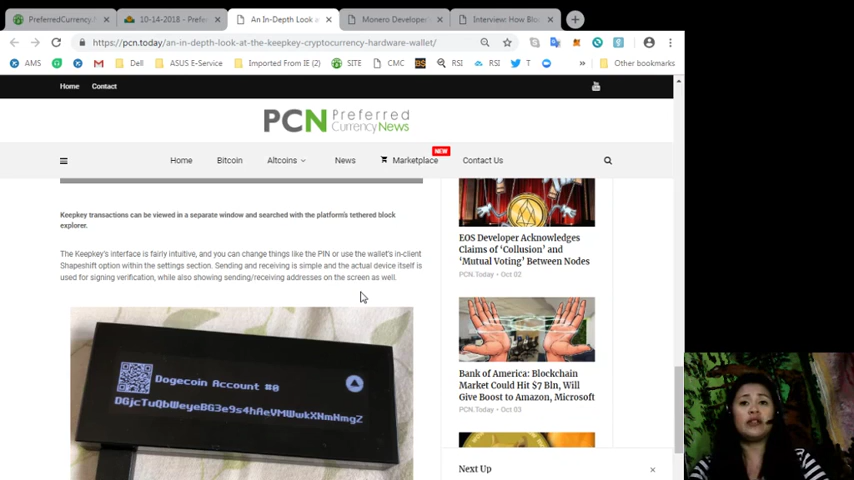 PreferredCurrency
10-14-2018 - Prefer
An In-Depth Look a
Monero Developer
Interview: How Blo
https://pcn.today/an-in-depth-look-at-the-keepkey-cryptocurrency-hardware-wallet/
AMS
Dell
ASUS E-Service
Imported From IE (2)
SITE
CMC
BS
RSI
RSI
T
Other bookmarks
Home
Contact
PCN Preferred
Currency News
NEW
Home
Bitcoin
Altcoins
News
Marketplace
Contact Us
Keepkey transactions can be viewed in a separate window and searched with the platform's tethered block
explorer.
The Keepkey's interface is fairly intuitive, and you can change things like the PIN or use the wallet's in-client
Shapeshift option within the settings section. Sending and receiving is simple and the actual device itself is
used for signing verification, while also showing sending/receiving addresses on the screen as well.
Dogecoin Account #0
EOS Developer Acknowledges
Claims of 'Collusion' and
'Mutual Voting' Between Nodes
PCN.Today - Oct 02
Bank of America: Blockchain
Market Could Hit $7 Bln, Will
Give Boost to Amazon, Microsoft
PCN.Today - Oct 03
Next Up